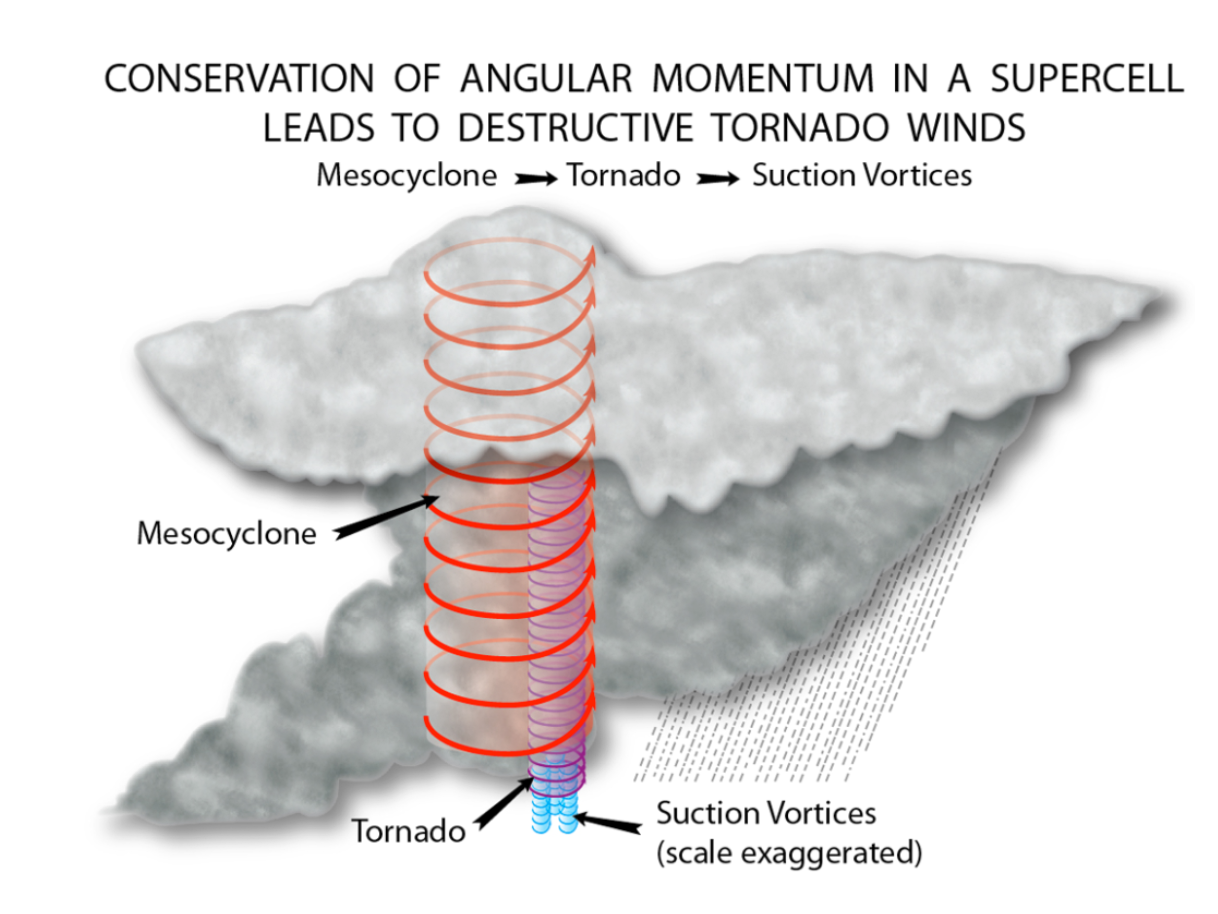 CONSERVATION OF ANGULAR MOMENTUM IN A SUPERCELL
LEADS TO DESTRUCTIVE TORNADO WINDS
Mesocyclone → Tornado → Suction Vortices
Mesocyclone
Tornado
Suction Vortices
(scale exaggerated)